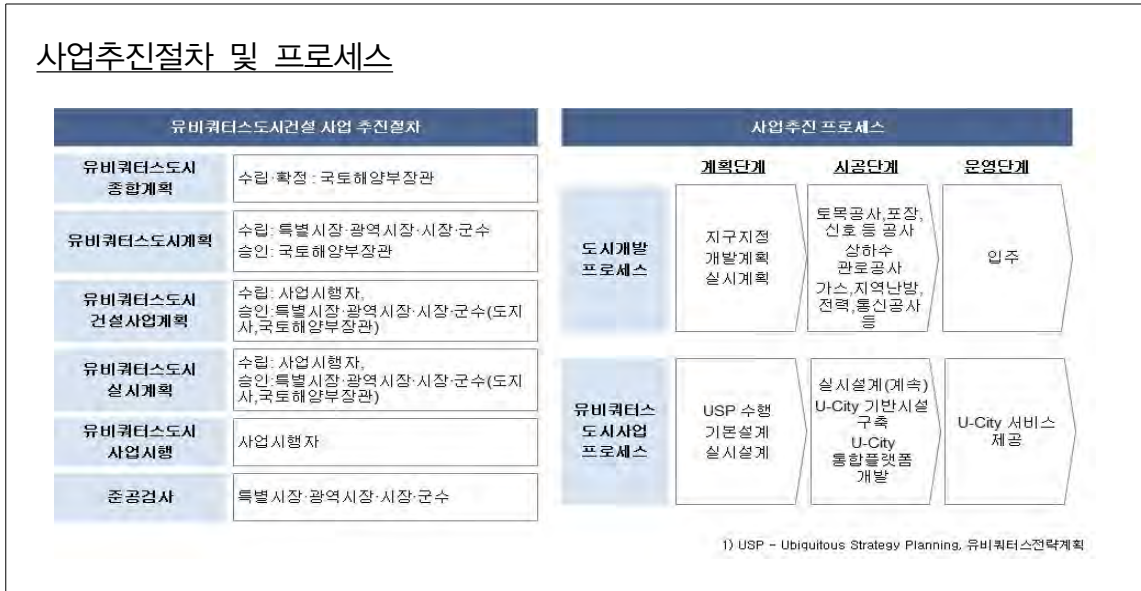 사업추진절차 및 프로세스
유비쿼터스도시건설 사업 추진절차
유비쿼터스도시
종합계획
수립·확정 : 국토해양부장관
유비쿼터스도시계획
수립: 특별시장·광역시장·시장·군수
승인: 국토해양부장관
유비쿼터스도시
건설사업계획
수립: 사업시행자,
승인:특별시장·광역시장·시장·군수(도지
사,국토해양부장관)
유비쿼터스도시
실시계획
수립: 사업시행자,
승인:특별시장·광역시장·시장·군수(도지
사,국토해양부장관)
유비쿼터스도시
사업시행
사업시행자
준공검사
특별시장·광역시장·시장·군수
사업추진 프로세스
계획단계
시공단계
운영단계
도시개발
프로세스
지구지정
개발계획
실시계획
토목공사,포장,
신호 등 공사
상하수
관로공사
가스,지역난방,
전력,통신공사
등
입주
유비쿼터스
도시사업
프로세스
USP 수행
기본설계
실시설계
실시설계(계속)
U-City 기반시설
구축
U-City
통합플랫폼
개발
U-City 서비스
제공
1) USP - Ubiquitous Strategy Planning, 유비쿼터스전략계획